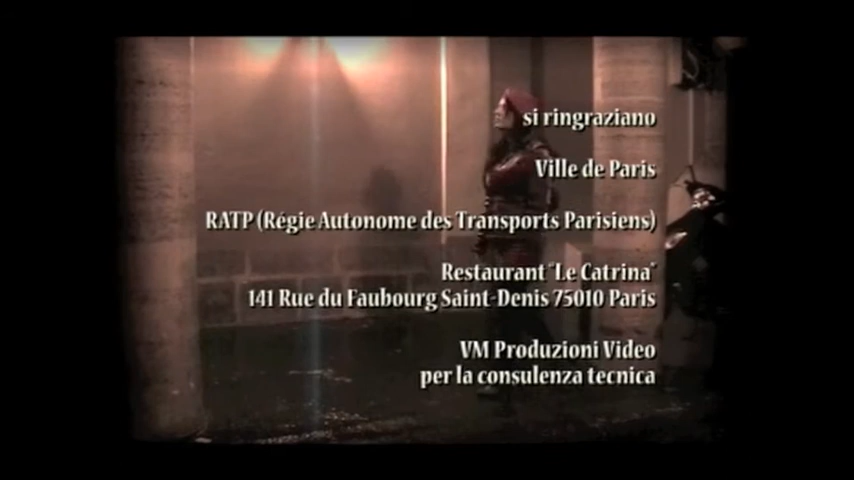 si ringraziano
Ville de Paris
RATP (Régie Autonome des Transports Parisiens)
Restaurant "Le Catrina"
141 Rue du Faubourg Saint-Denis 75010 Paris
VM Produzioni Video
per la consulenza tecnica